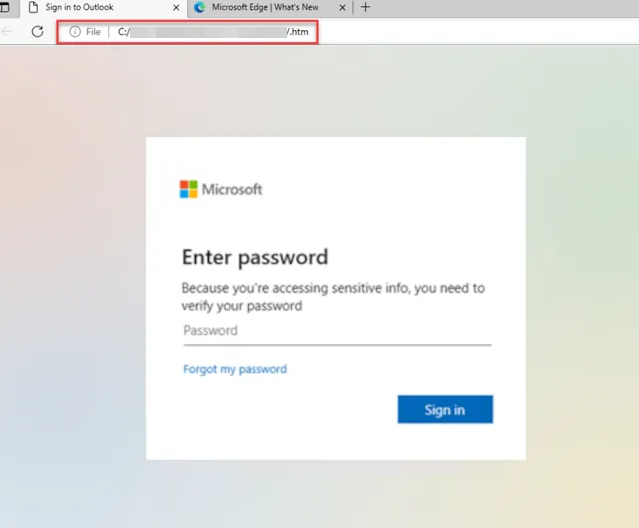 Sign in to Outlook
Microsoft Edge | What's New
File
C:/
/.htm
Microsoft
Enter password
Because you're accessing sensitive info, you need to
verify your password
Password
Forgot my password
Sign in